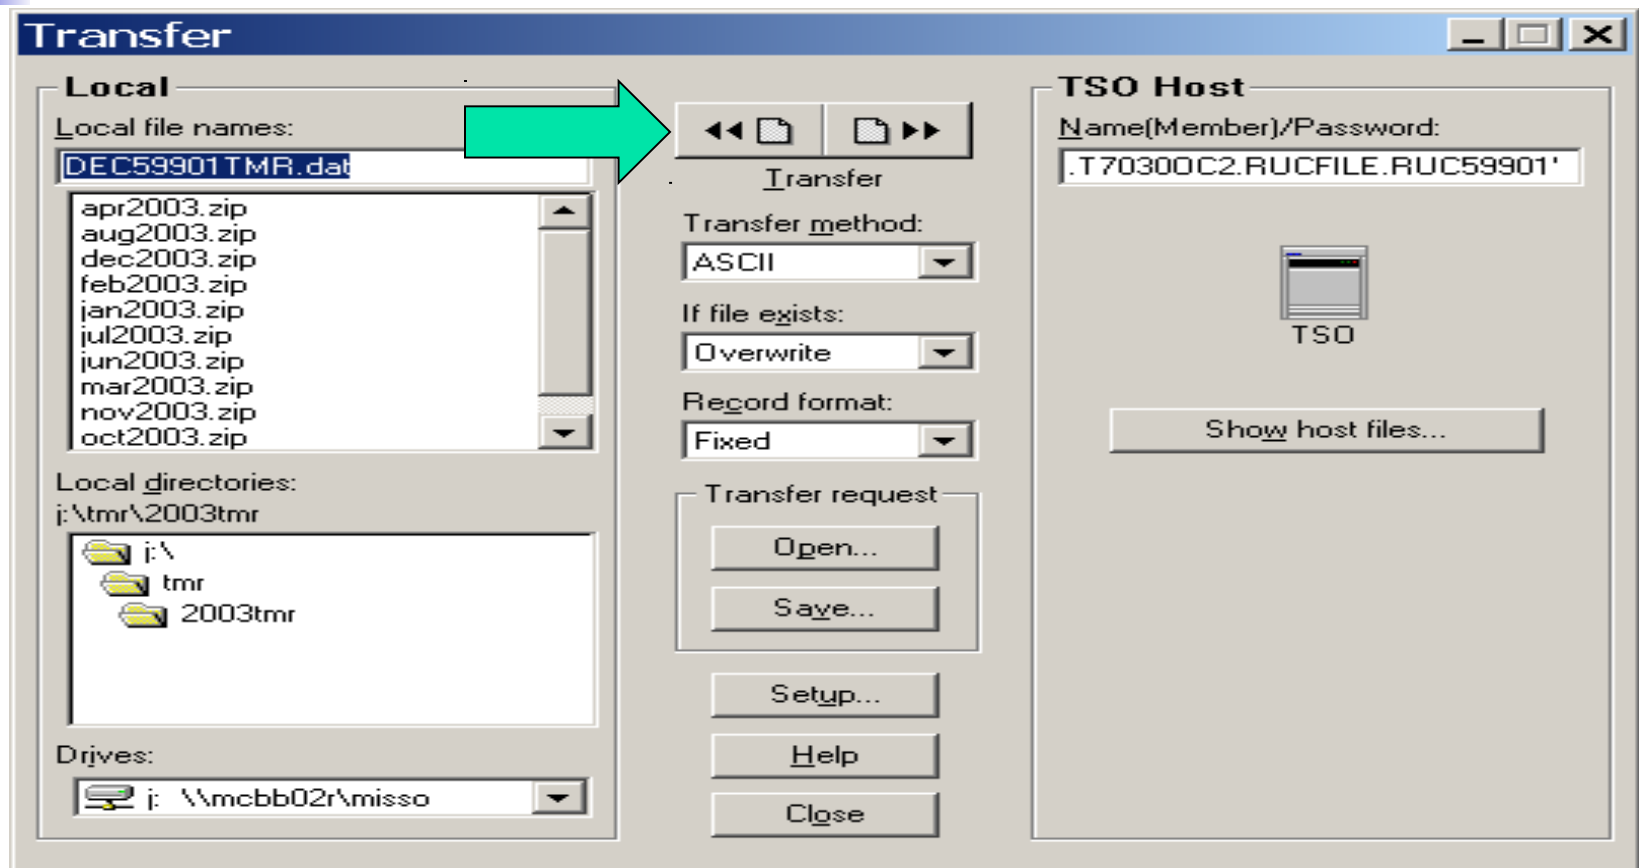 Transfer
Local
Local file names:
DEC59901TMR.dat
apr2003.zip
aug2003.zip
dec2003.zip
feb2003.zip
jan2003.zip
jul2003.zip
jun2003.zip
mar2003.zip
nov2003.zip
oct2003.zip
Local directories:
j:\tmr\2003tmr
j:\
tmr
2003tmr
Drives:
j: \\mcbb02r\misso
Transfer
Transfer method:
ASCII
If file exists:
Overwrite
Record format:
Fixed
Transfer request
Open...
Save...
Setup...
Help
Close
TSO Host
Name(Member)/Password:
.T7030OC2.RUCFILE.RUC59901'
TSO
Show host files...